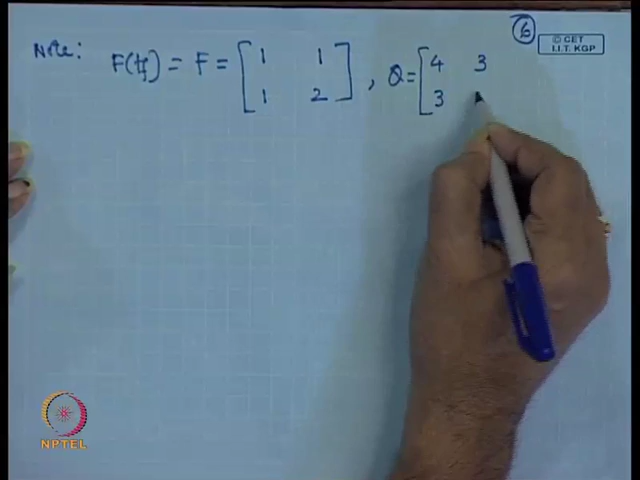 6
© CET
I.I.T. KGP
Note: F(tf) = F = [1 1
1 2], Q = [4 3
3
NPTEL